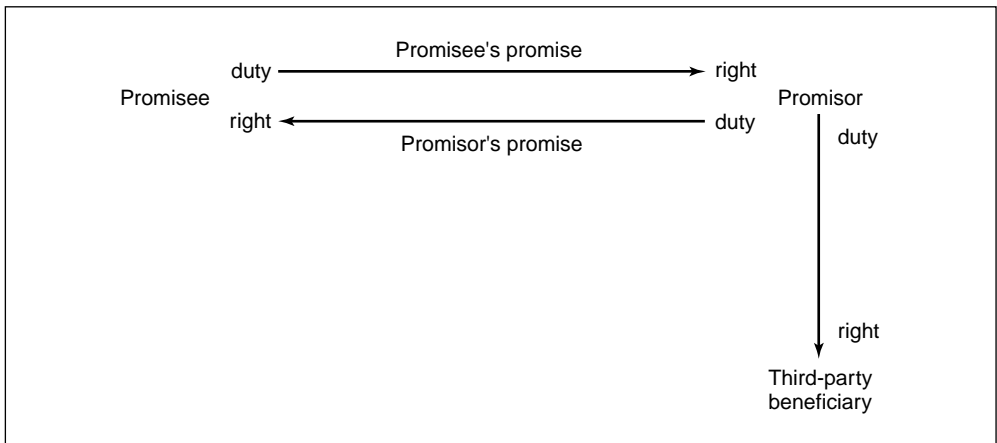 Promisee's promise
duty
right
Promisee
Promisor
right
duty
Promisor's promise
duty
right
Third-party
beneficiary